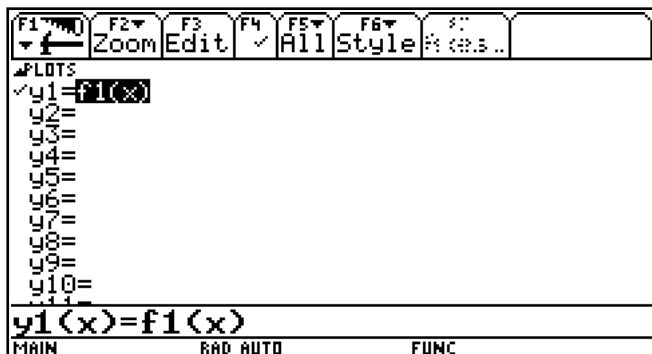 F1 F2 Zoom F3 Edit F4 ✓ F5 All F6 Style
PLOTS
✓y1=f1(x)
y2=
y3=
y4=
y5=
y6=
y7=
y8=
y9=
y10=
y1(x)=f1(x)
MAIN RAD AUTO FUNC